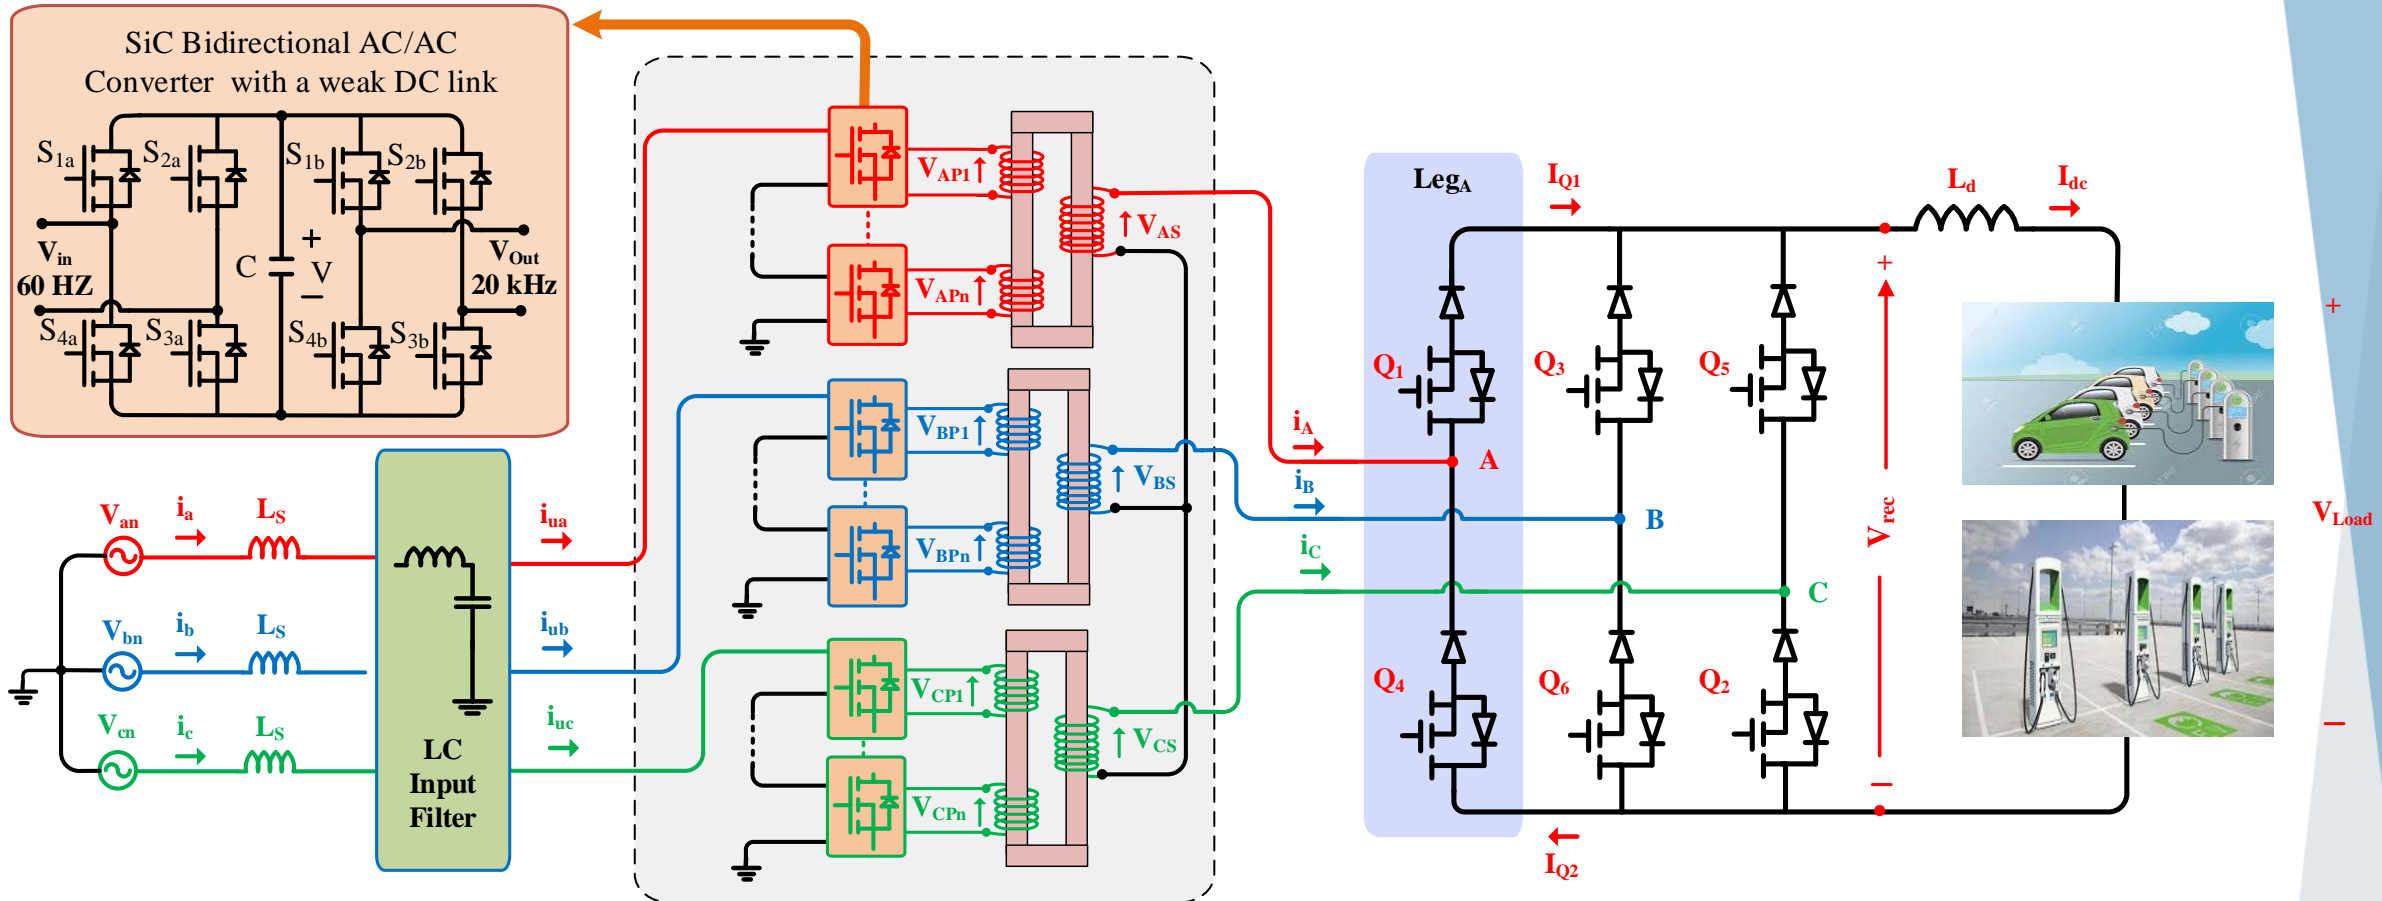 SiC Bidirectional AC/AC
Converter with a weak DC link
S1a
S2a
S1b
S2b
Vin
60 HZ
C
+
V
−
VOut
20 kHz
S4a
S3a
S4b
S3b
Van
ia
LS
iua
Vbn
ib
LS
iub
Vcn
ic
LS
iuc
LC
Input
Filter
VAP1
VAPn
VAS
VBP1
VBPn
VBS
VCP1
VCPn
VCS
iA
iB
iC
LegA
IQ1
Ld
Idc
Q1
Q3
Q5
A
B
C
Q4
Q6
Q2
IQ2
+
Vrec
−
+
VLoad
−